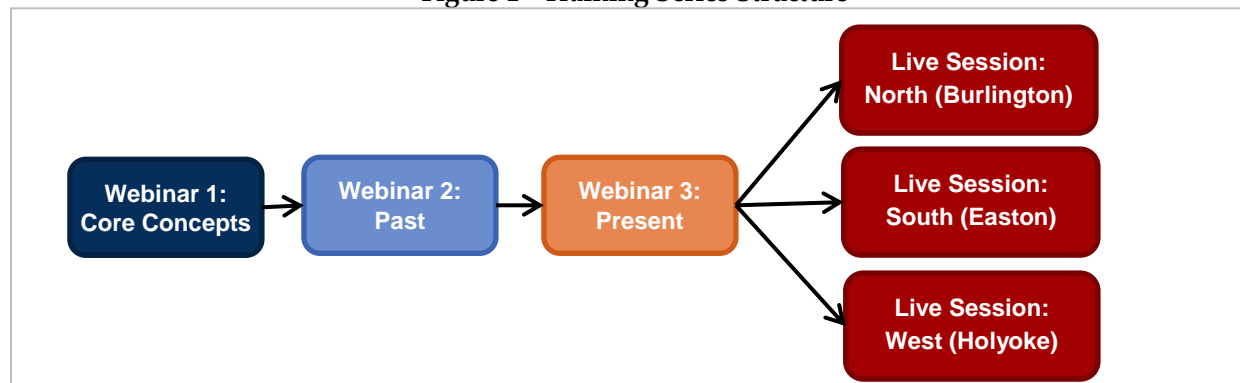 Live Session:
North (Burlington)
Webinar 1:
Core Concepts
Webinar 2:
Past
Webinar 3:
Present
Live Session:
South (Easton)
Live Session:
West (Holyoke)